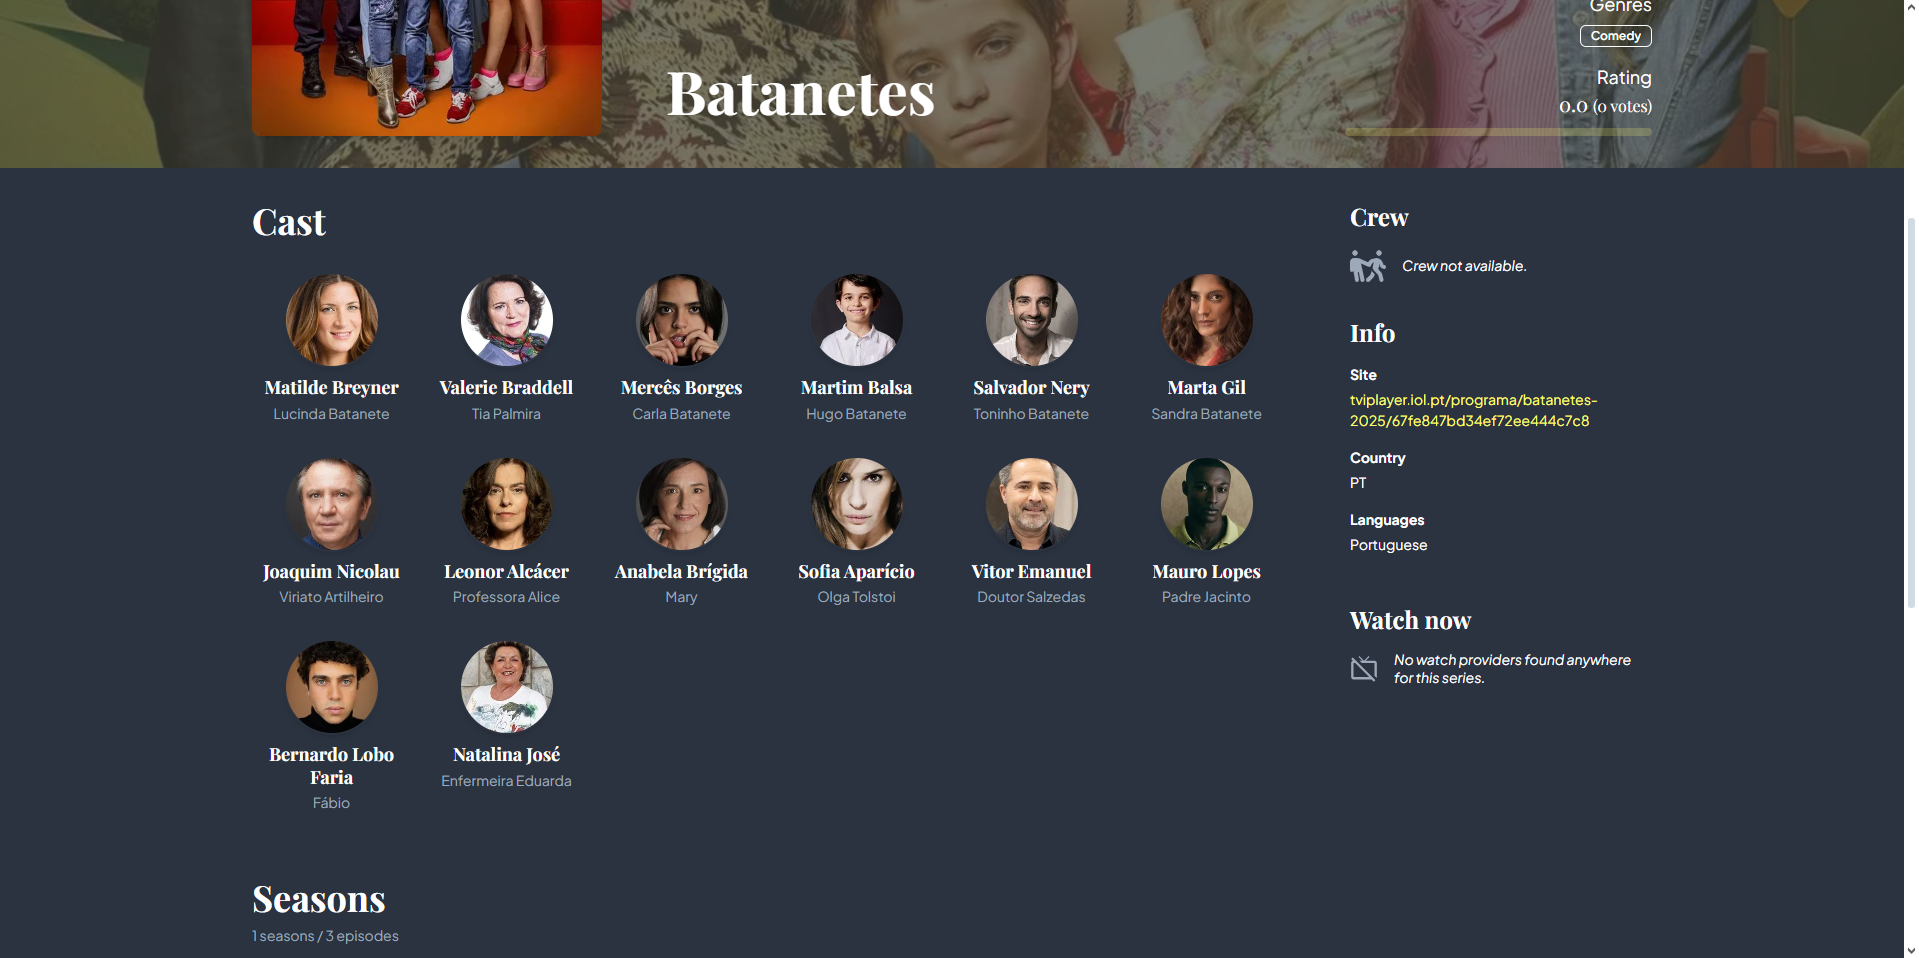 Genres
Comedy
Batanetes
Rating
0.0 (0 votes)
Cast
Matilde Breyner
Lucinda Batanete
Valerie Braddell
Tia Palmira
Mercês Borges
Carla Batanete
Martim Balsa
Hugo Batanete
Salvador Nery
Toninho Batanete
Marta Gil
Sandra Batanete
Joaquim Nicolau
Viriato Artilheiro
Leonor Alcácer
Professora Alice
Anabela Brígida
Mary
Sofia Aparício
Olga Tolstoi
Vitor Emanuel
Doutor Salzedas
Mauro Lopes
Padre Jacinto
Bernardo Lobo
Faria
Fábio
Natalina José
Enfermeira Eduarda
Crew
Crew not available.
Info
Site
tviplayer.iol.pt/programa/batanetes-
2025/67fe847bd34ef72ee444c7c8
Country
PT
Languages
Portuguese
Watch now
No watch providers found anywhere
for this series.
Seasons
1 seasons / 3 episodes